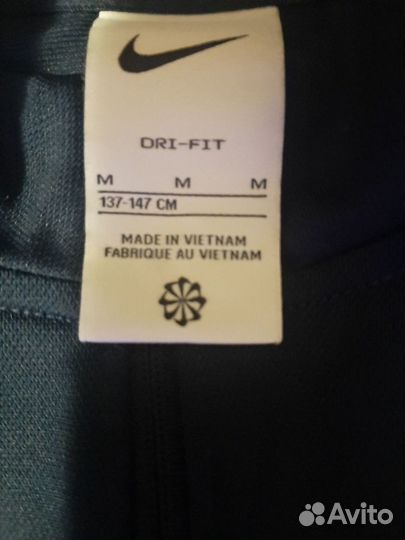 DRI-FIT
M M M
137-147 CM
MADE IN VIETNAM
FABRIQUE AU VIETNAM
Avito